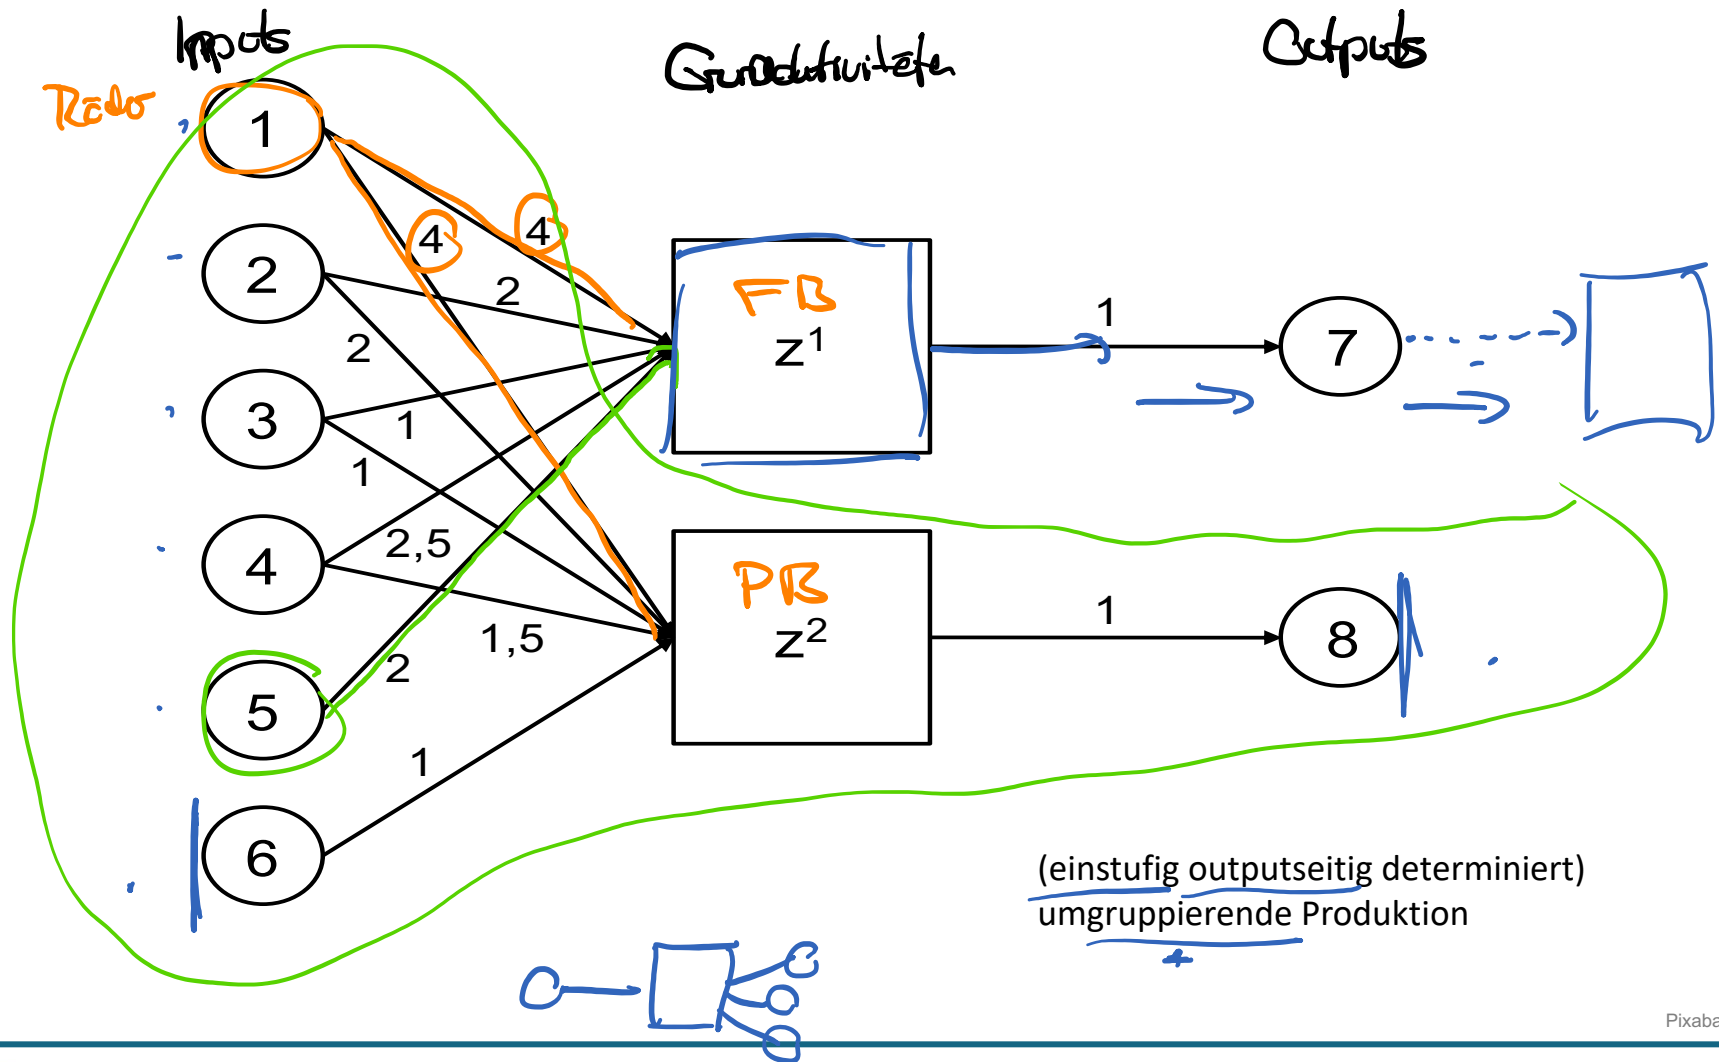 Inputs
Grundaktivitäten
Outputs
Räder
1
4
4
2
2
2
3
1
1
4
2,5
1,5
5
2
6
1
FB
z¹
1
7
PB
z²
1
8
(einstufig outputseitig determiniert)
umgruppierende Produktion
Pixaba